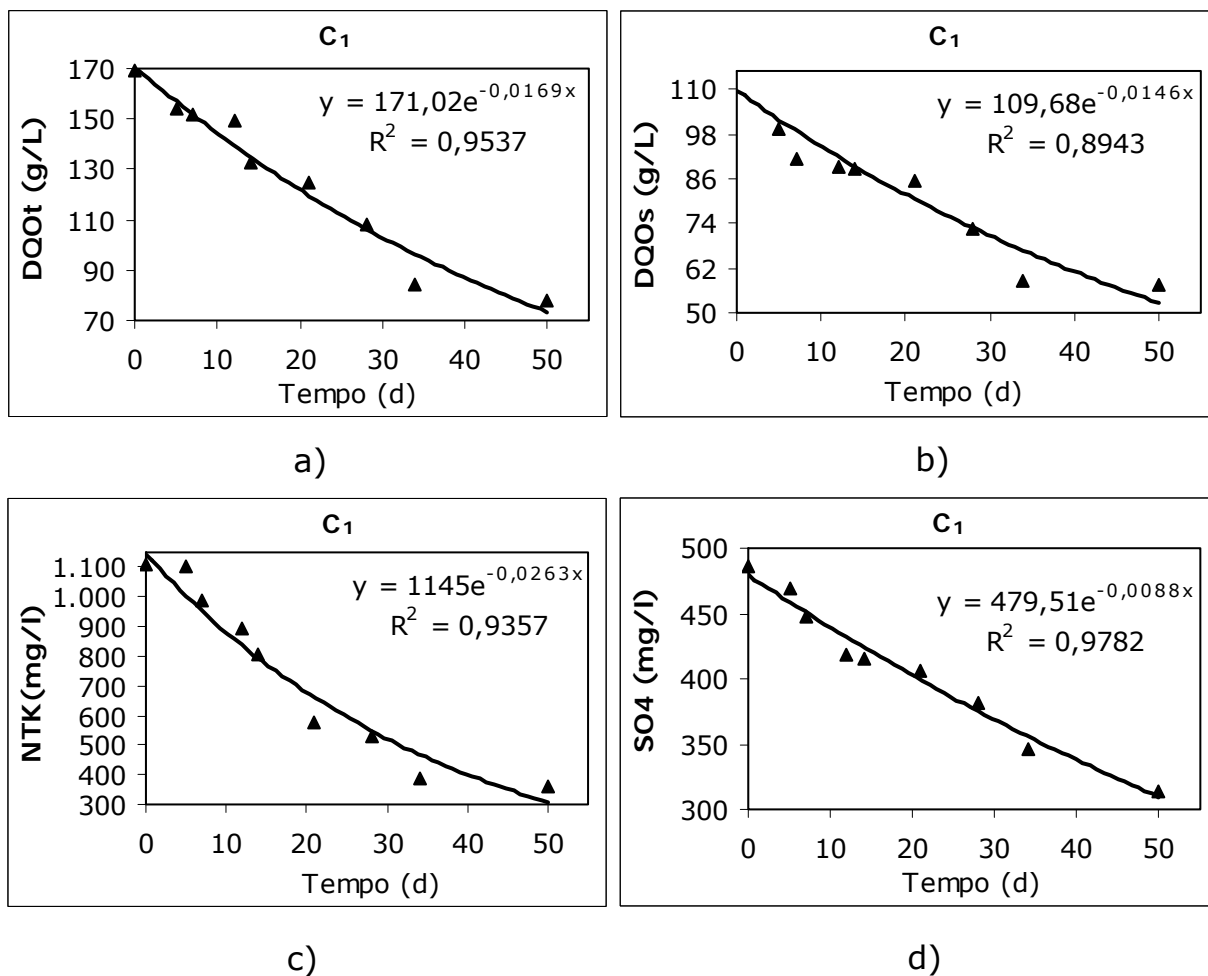 C₁
170
150
130
110
90
70
DQOt (g/L)
y = 171,02e^-0,0169x
R² = 0,9537
0 10 20 30 40 50
Tempo (d)
a)
C₁
110
98
86
74
62
50
DQOs (g/L)
y = 109,68e^-0,0146x
R² = 0,8943
0 10 20 30 40 50
Tempo (d)
b)
C₁
1.100
1.000
900
800
700
600
500
400
300
NTK(mg/l)
y = 1145e^-0,0263x
R² = 0,9357
0 10 20 30 40 50
Tempo (d)
c)
C₁
500
450
400
350
300
SO4 (mg/l)
y = 479,51e^-0,0088x
R² = 0,9782
0 10 20 30 40 50
Tempo (d)
d)